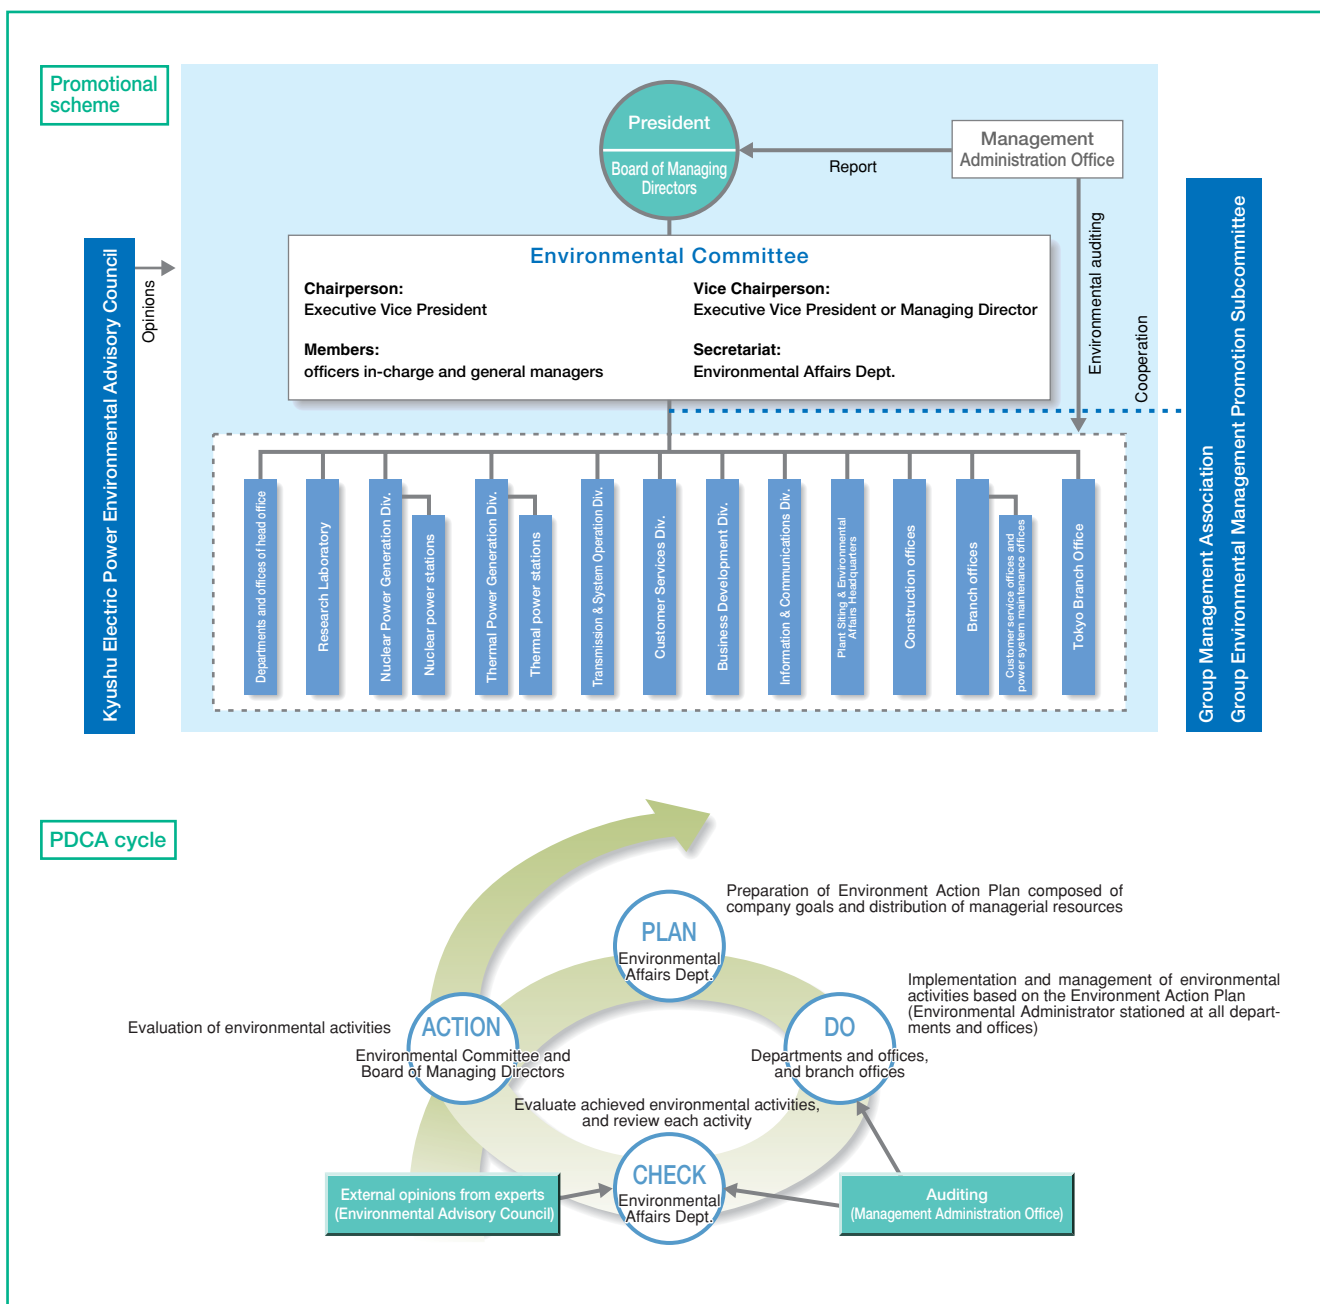 Promotional
scheme
President
Board of Managing
Directors
Management
Administration Office
Report
Environmental auditing
Cooperation
Kyushu Electric Power Environmental Advisory Council
Opinions
Environmental Committee
Chairperson:
Executive Vice President
Vice Chairperson:
Executive Vice President or Managing Director
Members:
officers in-charge and general managers
Secretariat:
Environmental Affairs Dept.
Departments and offices of head office
Research Laboratory
Nuclear Power Generation Div.
Nuclear power stations
Thermal Power Generation Div.
Thermal power stations
Transmission & System Operation Div.
Customer Services Div.
Business Development Div.
Information & Communications Div.
Plant Siting & Environmental
Affairs Headquarters
Construction offices
Branch offices
Customer service offices and
power system maintenance offices
Tokyo Branch Office
Group Management Association
Group Environmental Management Promotion Subcommittee
PDCA cycle
PLAN
Environmental
Affairs Dept.
Preparation of Environment Action Plan composed of
company goals and distribution of managerial resources
DO
Departments and offices,
and branch offices
Implementation and management of environmental
activities based on the Environment Action Plan
(Environmental Administrator stationed at all depart-
ments and offices)
Evaluation of environmental activities
ACTION
Environmental Committee and
Board of Managing Directors
Evaluate achieved environmental activities,
and review each activity
CHECK
Environmental
Affairs Dept.
External opinions from experts
(Environmental Advisory Council)
Auditing
(Management Administration Office)